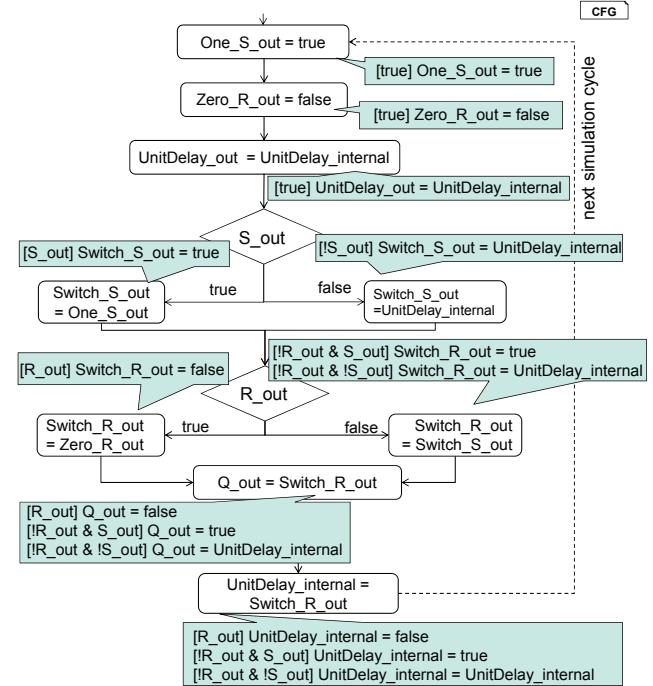 CFG
One_S_out = true
[true] One_S_out = true
Zero_R_out = false
[true] Zero_R_out = false
UnitDelay_out = UnitDelay_internal
[true] UnitDelay_out = UnitDelay_internal
next simulation cycle
S_out
[S_out] Switch_S_out = true
[!S_out] Switch_S_out = UnitDelay_internal
true
false
Switch_S_out
= One_S_out
Switch_S_out
=UnitDelay_internal
[!R_out & S_out] Switch_R_out = true
[!R_out & !S_out] Switch_R_out = UnitDelay_internal
[R_out] Switch_R_out = false
R_out
true
false
Switch_R_out
= Zero_R_out
Switch_R_out
= Switch_S_out
Q_out = Switch_R_out
[R_out] Q_out = false
[!R_out & S_out] Q_out = true
[!R_out & !S_out] Q_out = UnitDelay_internal
UnitDelay_internal =
Switch_R_out
[R_out] UnitDelay_internal = false
[!R_out & S_out] UnitDelay_internal = true
[!R_out & !S_out] UnitDelay_internal = UnitDelay_internal